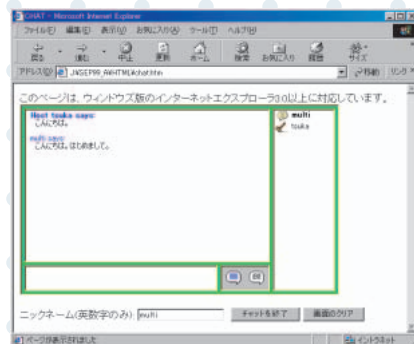 CHAT - Microsoft Internet Explorer
ファイル(F) 編集(E) 表示(V) お気に入り(A) ツール(T) ヘルプ(H)
戻る 進む 中止 更新 ホーム 検索 お気に入り 履歴 サイズ
アドレス(D)
移動 リンク
このページは、ウィンドウズ版のインターネットエクスプローラ3.0以上に対応しています。
Host tsuka says:
こんにちは。
multi says:
こんにちは。はじめまして。
multi
tsuka
ニックネーム(英数字のみ): multi チャットを終了 画面のクリア
ページが表示されました イントラネット